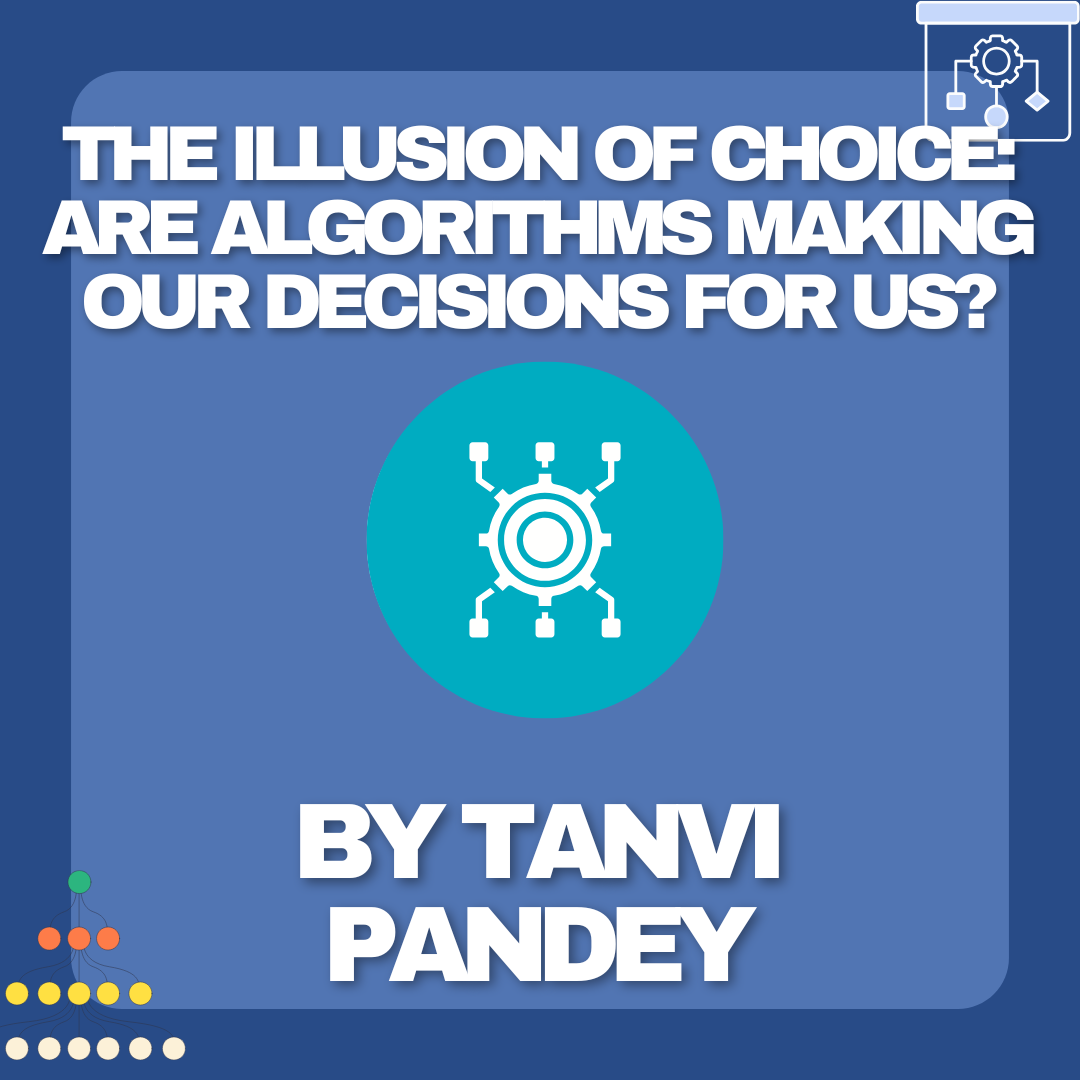 THE ILLUSION OF CHOICE:
ARE ALGORITHMS MAKING
OUR DECISIONS FOR US?
BY TANVI
PANDEY